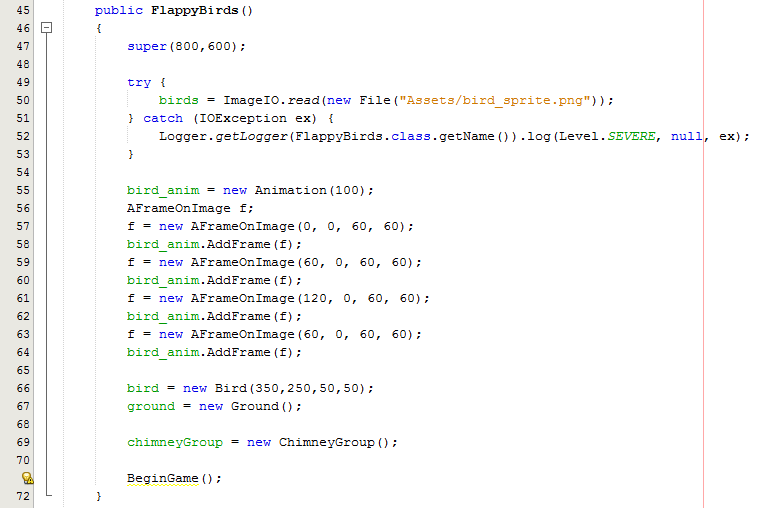 45 public FlappyBirds()
46 {
47 super(800,600);
48
49 try {
50 birds = ImageIO.read(new File("Assets/bird_sprite.png"));
51 } catch (IOException ex) {
52 Logger.getLogger(FlappyBirds.class.getName()).log(Level.SEVERE, null, ex);
53 }
54
55 bird_anim = new Animation(100);
56 AFrameOnImage f;
57 f = new AFrameOnImage(0, 0, 60, 60);
58 bird_anim.AddFrame(f);
59 f = new AFrameOnImage(60, 0, 60, 60);
60 bird_anim.AddFrame(f);
61 f = new AFrameOnImage(120, 0, 60, 60);
62 bird_anim.AddFrame(f);
63 f = new AFrameOnImage(60, 0, 60, 60);
64 bird_anim.AddFrame(f);
65
66 bird = new Bird(350,250,50,50);
67 ground = new Ground();
68
69 chimneyGroup = new ChimneyGroup();
70
BeginGame();
72 }